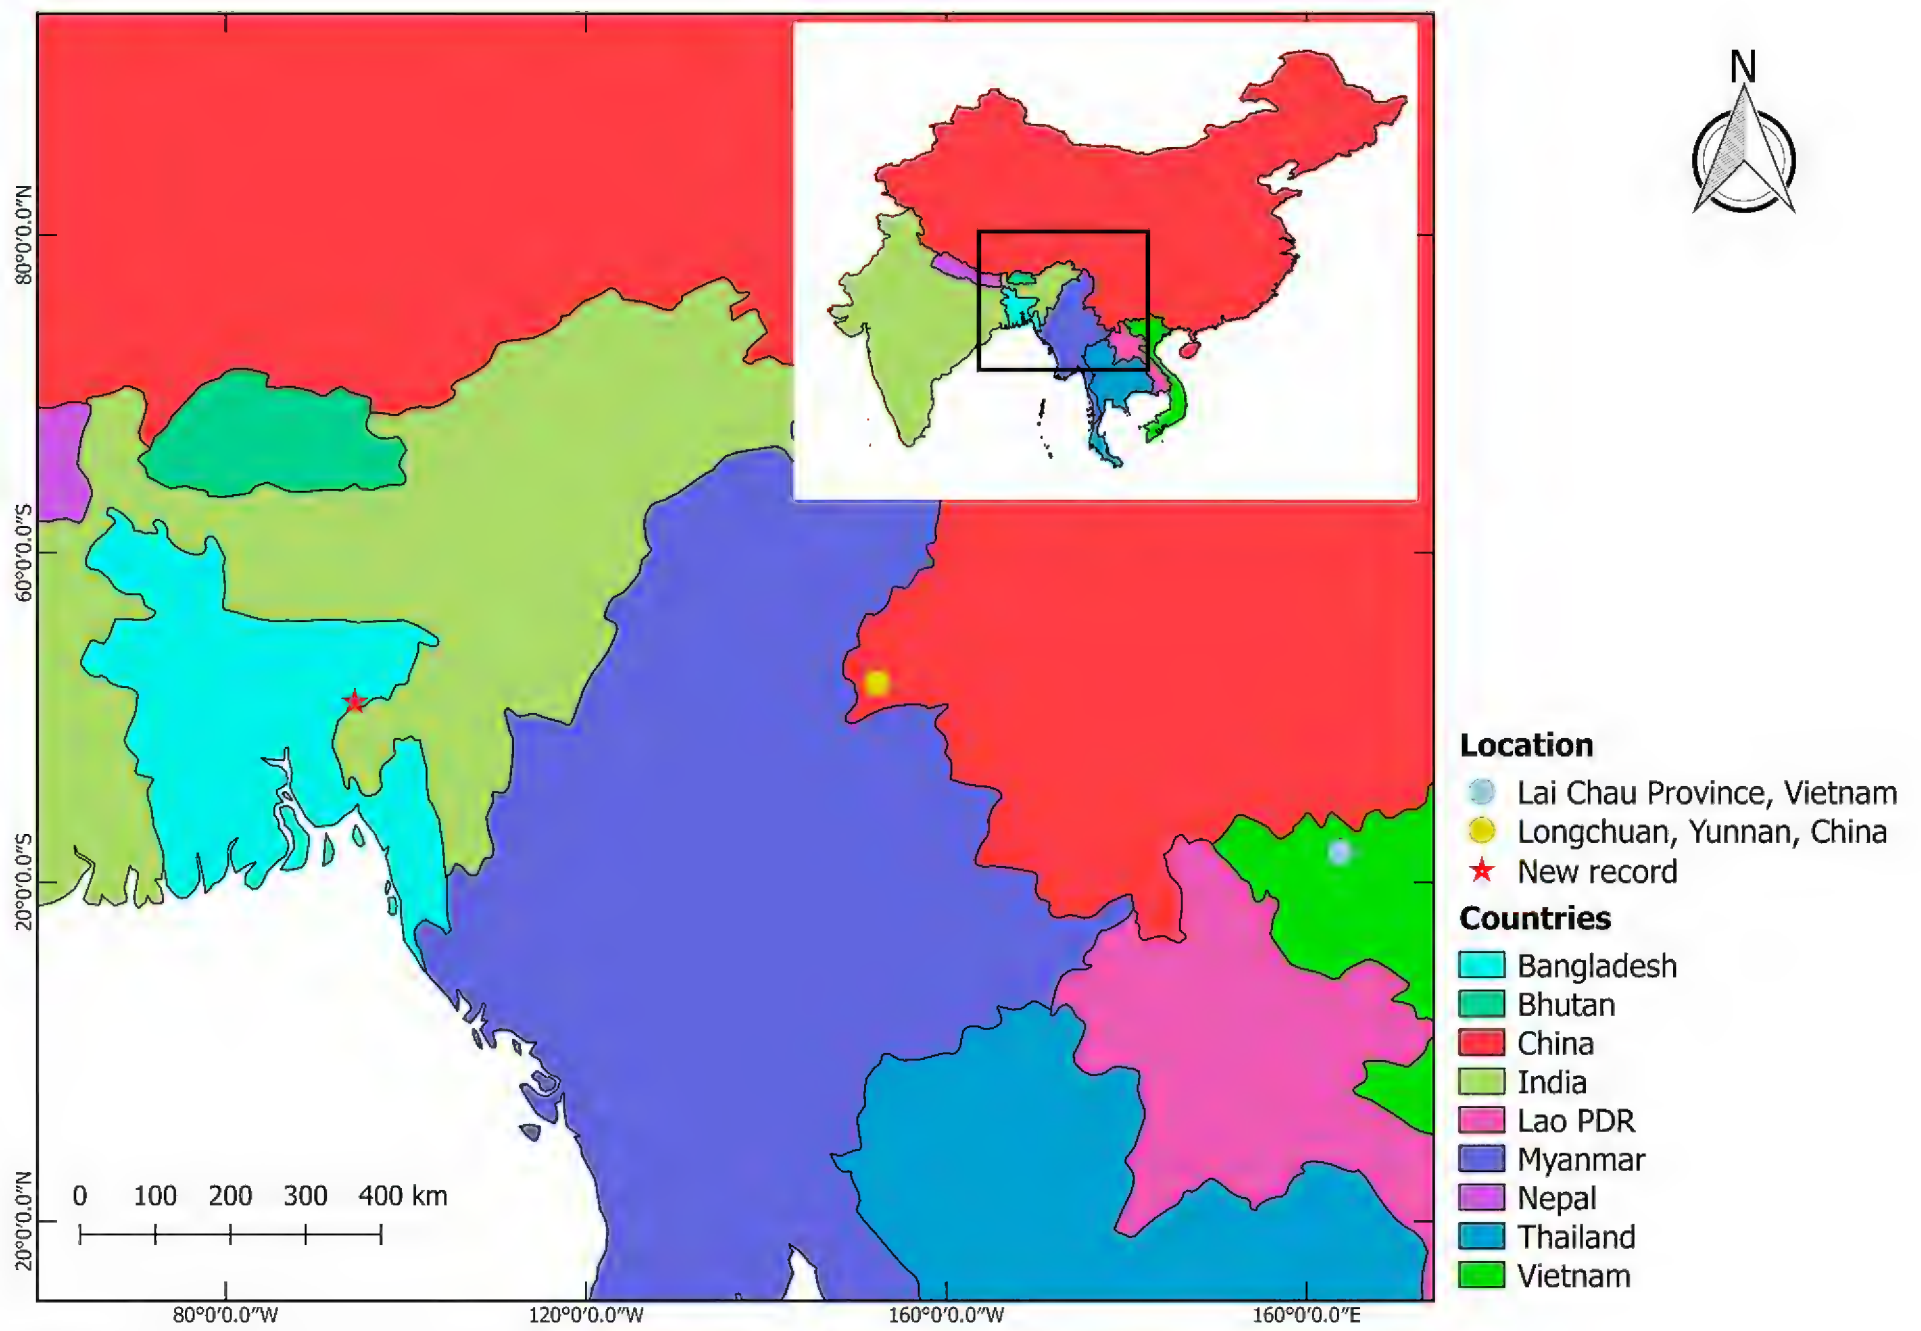 N
80°0'0.0"N
60°0'0.0"S
20°0'0.0"S
20°0'0.0"N
0 100 200 300 400 km
80°0'0.0"W 120°0'0.0"W 160°0'0.0"W 160°0'0.0"E
Location
Lai Chau Province, Vietnam
Longchuan, Yunnan, China
New record
Countries
Bangladesh
Bhutan
China
India
Lao PDR
Myanmar
Nepal
Thailand
Vietnam